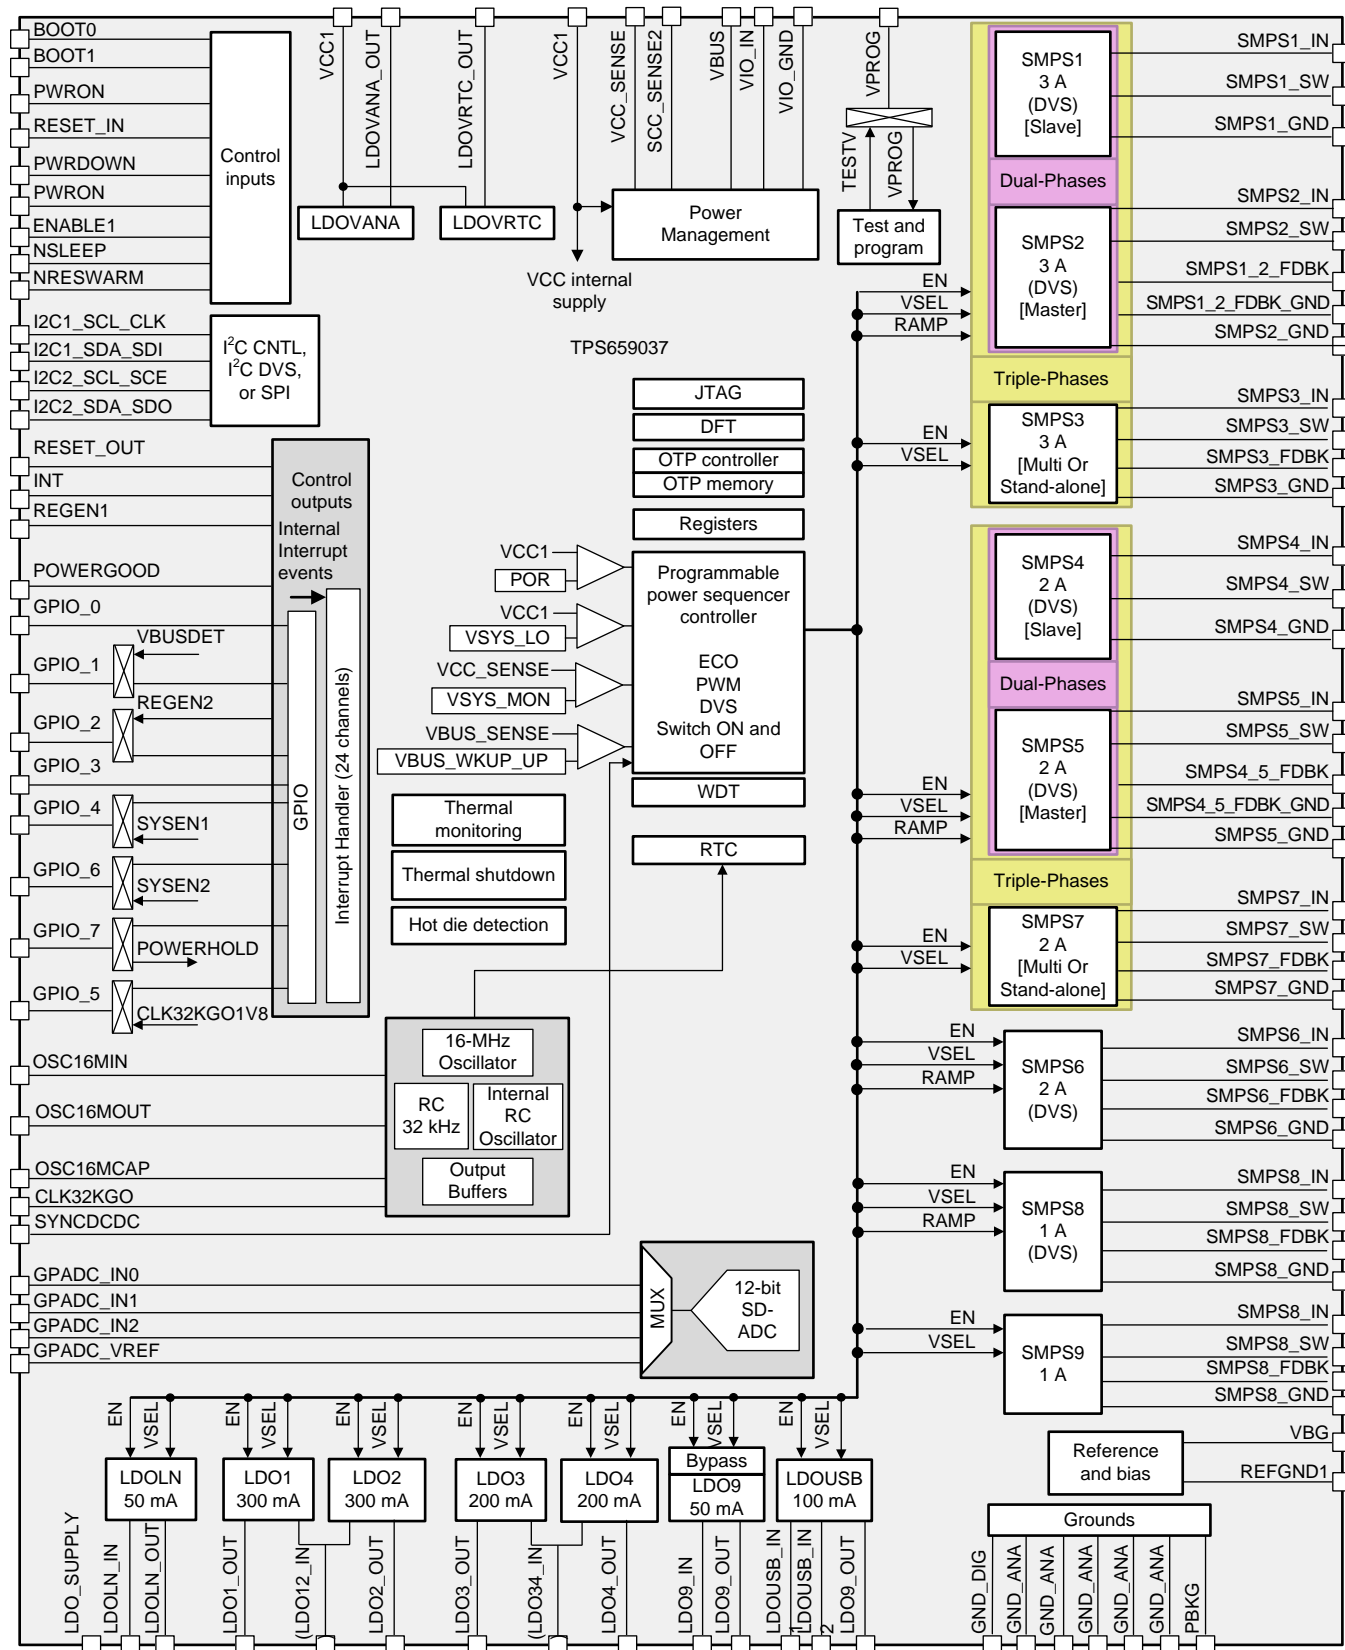 BOOT0
BOOT1
PWRON
RESET_IN
PWRDOWN
PWRON
ENABLE1
NSLEEP
NRESWARM
Control
inputs
I2C1_SCL_CLK
I2C1_SDA_SDI
I2C2_SCL_SCE
I2C2_SDA_SDO
I²C CNTL,
I²C DVS,
or SPI
VCC1
LDOVANA_OUT
LDOVRTC_OUT
LDOVANA
LDOVRTC
VCC1
VCC_SENSE
SCC_SENSE2
VBUS
VIO_IN
VIO_GND
Power
Management
VCC internal
supply
VPROG
TESTV
VPROG
Test and
program
TPS659037
JTAG
DFT
OTP controller
OTP memory
Registers
RESET_OUT
INT
REGEN1
POWERGOOD
GPIO_0
VBUSDET
GPIO_1
REGEN2
GPIO_2
GPIO_3
GPIO_4
SYSEN1
GPIO_6
SYSEN2
GPIO_7
POWERHOLD
GPIO_5
CLK32KGO1V8
Control
outputs
Internal
Interrupt
events
GPIO
Interrupt Handler (24 channels)
VCC1
POR
VCC1
VSYS_LO
VCC_SENSE
VSYS_MON
VBUS_SENSE
VBUS_WKUP_UP
Programmable
power sequencer
controller
ECO
PWM
DVS
Switch ON and
OFF
WDT
RTC
Thermal
monitoring
Thermal shutdown
Hot die detection
OSC16MIN
OSC16MOUT
OSC16MCAP
CLK32KGO
SYNCDCDC
16-MHz
Oscillator
RC
32 kHz
Internal
RC
Oscillator
Output
Buffers
GPADC_IN0
GPADC_IN1
GPADC_IN2
GPADC_VREF
MUX
12-bit
SD-
ADC
SMPS1
3 A
(DVS)
[Slave]
Dual-Phases
SMPS2
3 A
(DVS)
[Master]
Triple-Phases
SMPS3
3 A
[Multi Or
Stand-alone]
EN
VSEL
RAMP
EN
VSEL
SMPS1_IN
SMPS1_SW
SMPS1_GND
SMPS2_IN
SMPS2_SW
SMPS1_2_FDBK
SMPS1_2_FDBK_GND
SMPS2_GND
SMPS3_IN
SMPS3_SW
SMPS3_FDBK
SMPS3_GND
SMPS4
2 A
(DVS)
[Slave]
Dual-Phases
SMPS5
2 A
(DVS)
[Master]
Triple-Phases
SMPS7
2 A
[Multi Or
Stand-alone]
EN
VSEL
RAMP
EN
VSEL
SMPS4_IN
SMPS4_SW
SMPS4_GND
SMPS5_IN
SMPS5_SW
SMPS4_5_FDBK
SMPS4_5_FDBK_GND
SMPS5_GND
SMPS7_IN
SMPS7_SW
SMPS7_FDBK
SMPS7_GND
EN
VSEL
RAMP
SMPS6
2 A
(DVS)
SMPS6_IN
SMPS6_SW
SMPS6_FDBK
SMPS6_GND
EN
VSEL
RAMP
SMPS8
1 A
(DVS)
SMPS8_IN
SMPS8_SW
SMPS8_FDBK
SMPS8_GND
EN
VSEL
SMPS9
1 A
SMPS8_IN
SMPS8_SW
SMPS8_FDBK
SMPS8_GND
Reference
and bias
VBG
REFGND1
EN
VSEL
EN
VSEL
EN
VSEL
EN
VSEL
EN
VSEL
EN
VSEL
EN
VSEL
LDOLN
50 mA
LDO1
300 mA
LDO2
300 mA
LDO3
200 mA
LDO4
200 mA
Bypass
LDO9
50 mA
LDOUSB
100 mA
LDO_SUPPLY
LDOLN_IN
LDOLN_OUT
LDO1_OUT
(LDO12_IN
LDO2_OUT
LDO3_OUT
(LDO34_IN
LDO4_OUT
LDO9_IN
LDO9_OUT
LDOUSB_IN
1
LDOUSB_IN
2
LDO9_OUT
Grounds
GND_DIG
GND_ANA
GND_ANA
GND_ANA
GND_ANA
GND_ANA
PBKG